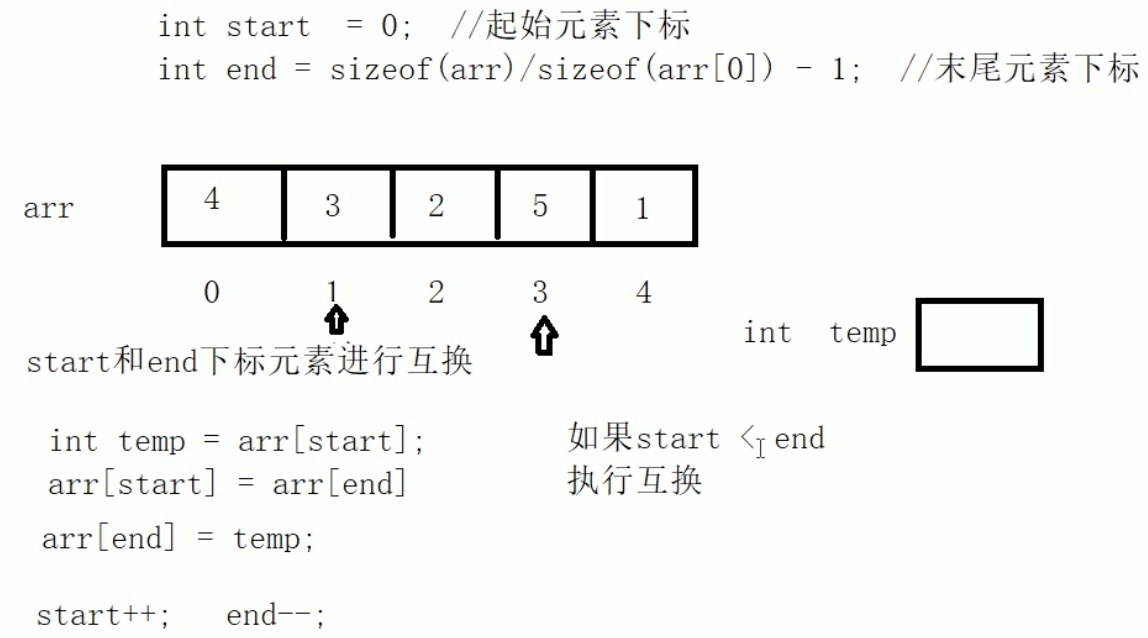 int start  = 0;  //起始元素下标
int end = sizeof(arr)/sizeof(arr[0]) - 1;  //末尾元素下标
arr  4  3  2  5  1
0  1  2  3  4
int  temp
start和end下标元素进行互换
int temp = arr[start];
arr[start] = arr[end]
arr[end] = temp;
start++;   end--;
如果start < end
执行互换